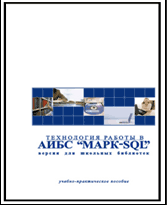 ТЕХНОЛОГИЯ РАБОТЫ В
АИБС "МАРК-SQL"
версия для школьных библиотек
учебно-практическое пособие